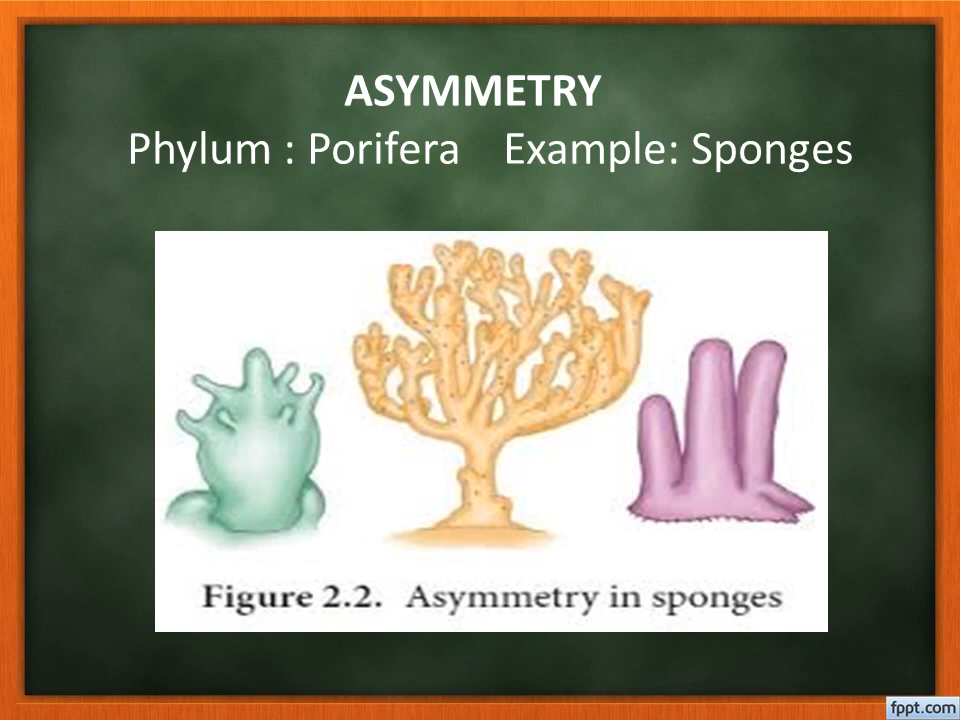 ASYMMETRY
Phylum : Porifera Example: Sponges
Figure 2.2. Asymmetry in sponges
fppt.com